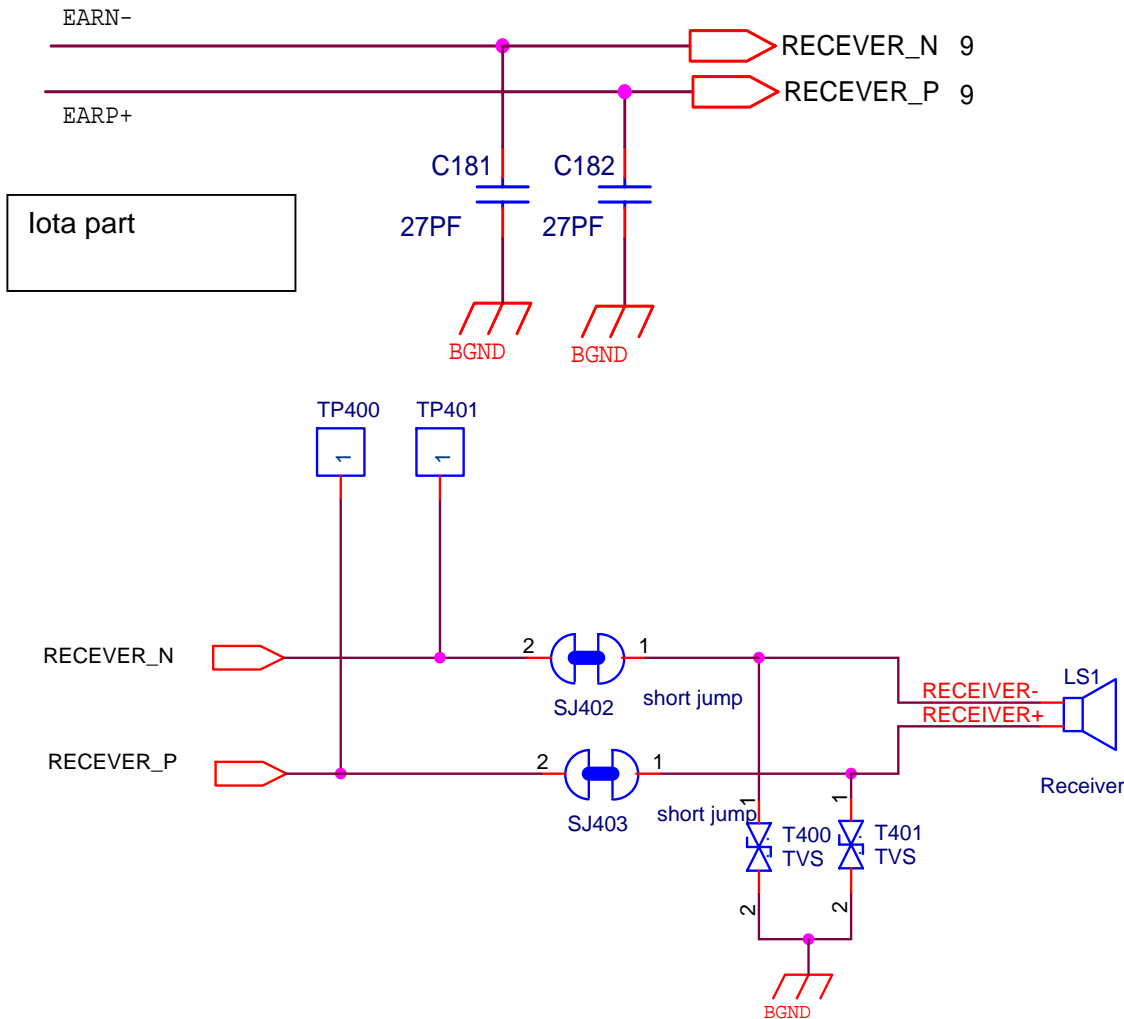 EARN-
RECEVER_N 9
RECEVER_P 9
EARP+
C181
C182
27PF
27PF
Iota part
BGND
BGND
TP400
TP401
1
1
RECEVER_N
2
1
SJ402
short jump
RECEIVER-
RECEIVER+
LS1
RECEVER_P
2
1
SJ403
short jump
Receiver
1
1
T400
TVS
T401
TVS
2
2
BGND